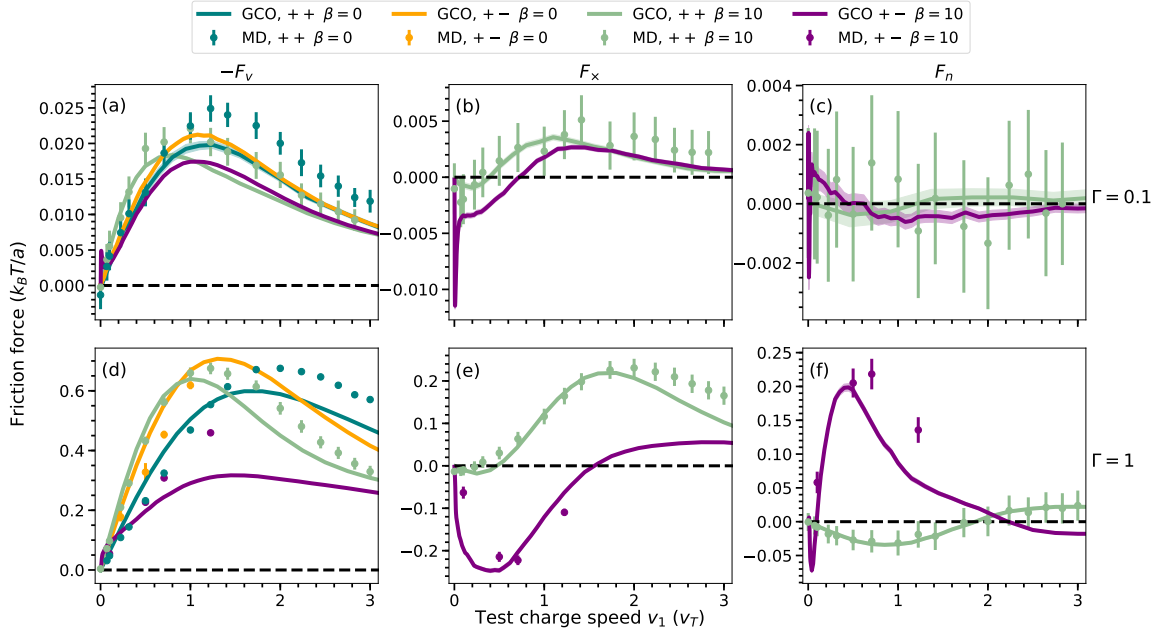 GCO, ++ β = 0
GCO, +− β = 0
GCO, ++ β = 10
GCO +− β = 10
MD, ++ β = 0
MD, +− β = 0
MD, ++ β = 10
MD, +− β = 10
−F_v
F_×
F_n
(a)
0.025
0.020
0.015
0.010
0.005
0.000
(b)
0.005
0.000
−0.005
−0.010
(c)
0.004
0.002
0.000
−0.002
Γ = 0.1
Friction force (k_BT/a)
(d)
0.6
0.4
0.2
0.0
0 1 2 3
(e)
0.2
0.1
0.0
−0.1
−0.2
0 1 2 3
(f)
0.25
0.20
0.15
0.10
0.05
0.00
−0.05
0 1 2 3
Γ = 1
Test charge speed v_1 (v_T)